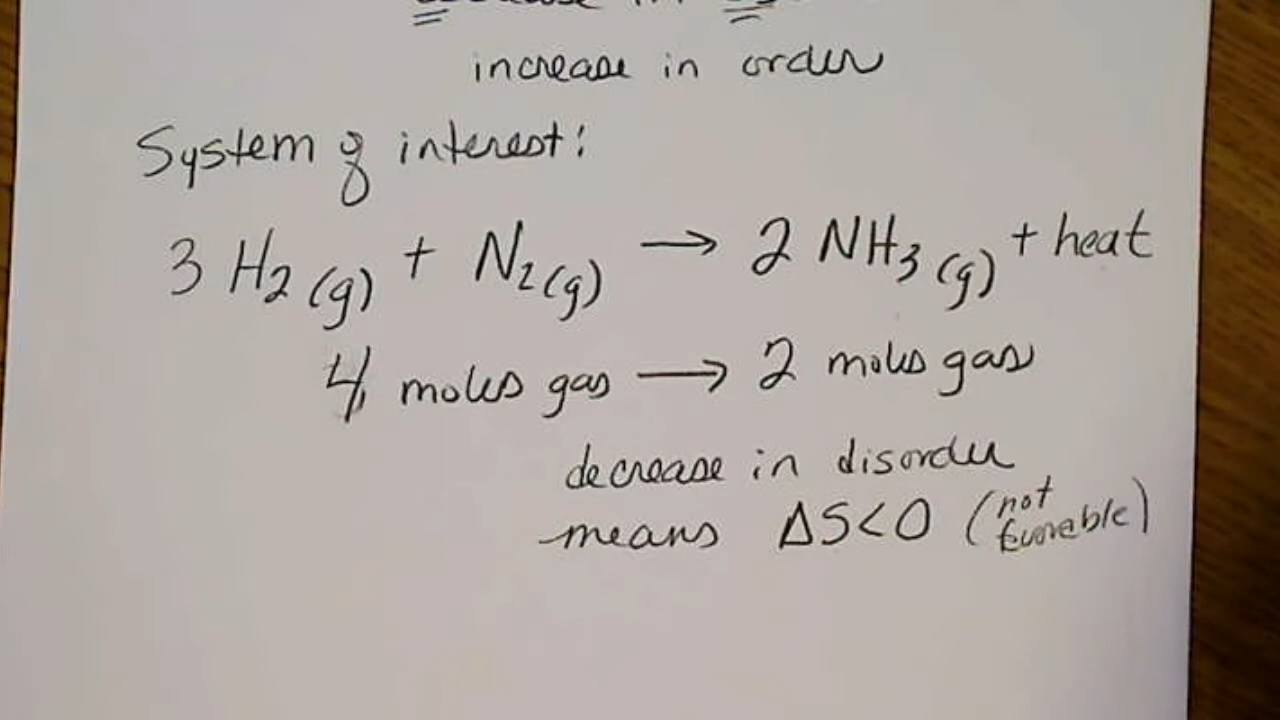 in
increase in order
System of interest:
3 H₂ (g) + N₂ (g) → 2 NH₃ (g) + heat
4 moles gas → 2 moles gas
decrease in disorder
means ΔS<0 (not favorable)